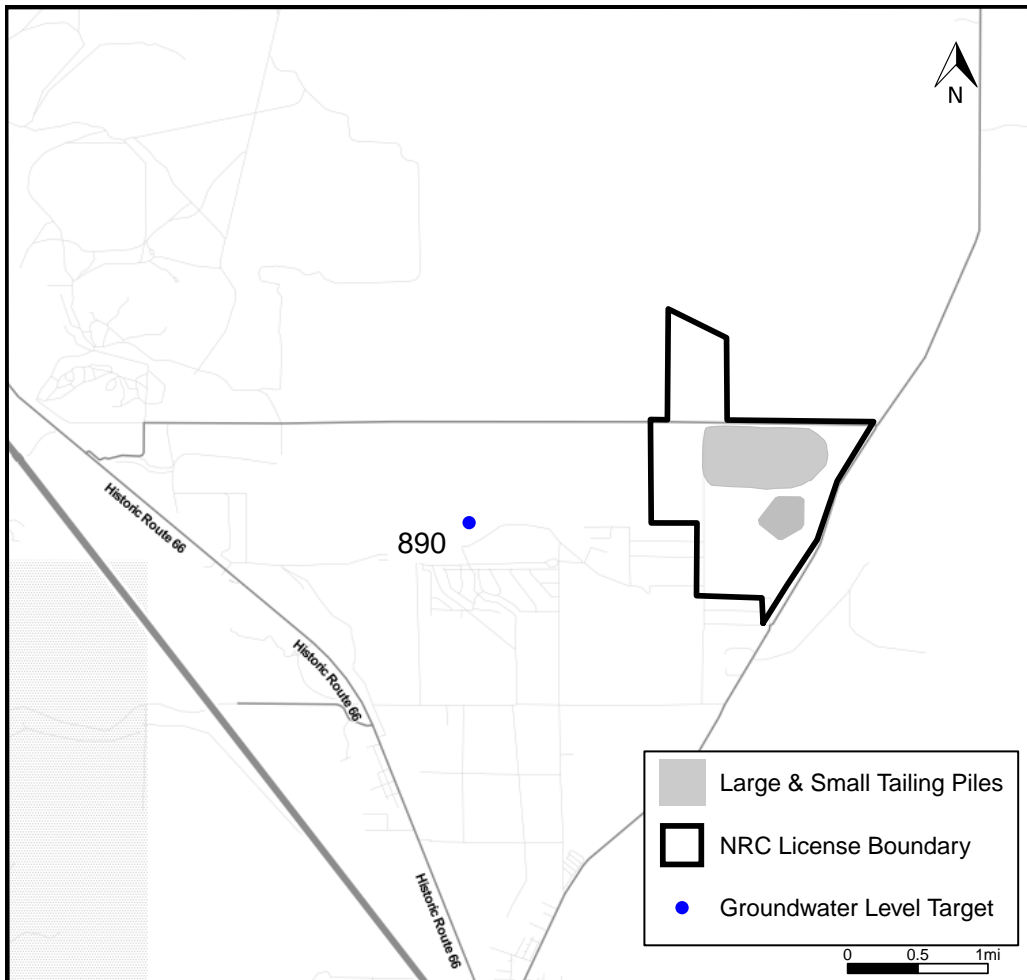 N
Historic Route 66
890
Historic Route 66
Historic Route 66
Large & Small Tailing Piles
NRC License Boundary
Groundwater Level Target
0 0.5 1mi